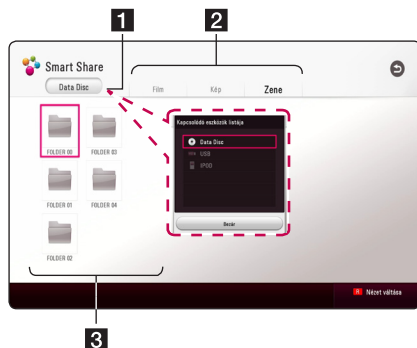 1
2
Smart Share
Data Disc
Film
Kép
Zene
Kapcsolódó eszközök listája
Data Disc
USB
IPOD
Bezár
FOLDER 00
FOLDER 03
FOLDER 01
FOLDER 04
FOLDER 02
R Nézet váltása
3